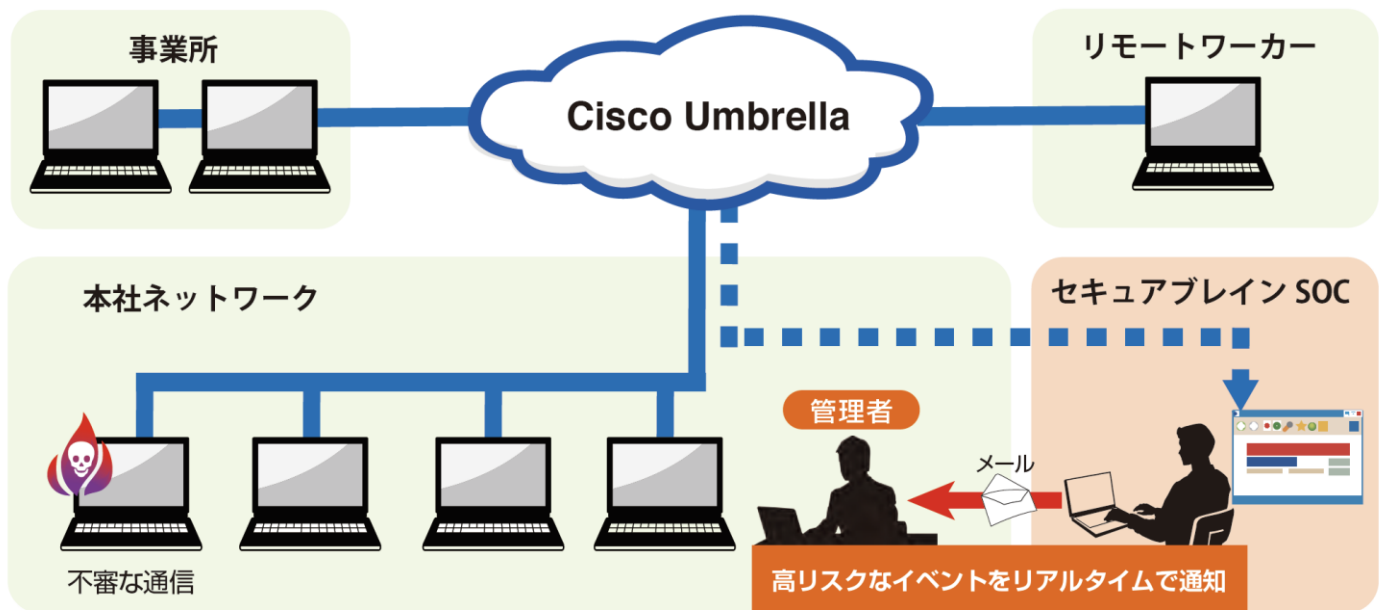 事業所
Cisco Umbrella
リモートワーカー
本社ネットワーク
セキュアブレイン SOC
管理者
メール
不審な通信
高リスクなイベントをリアルタイムで通知